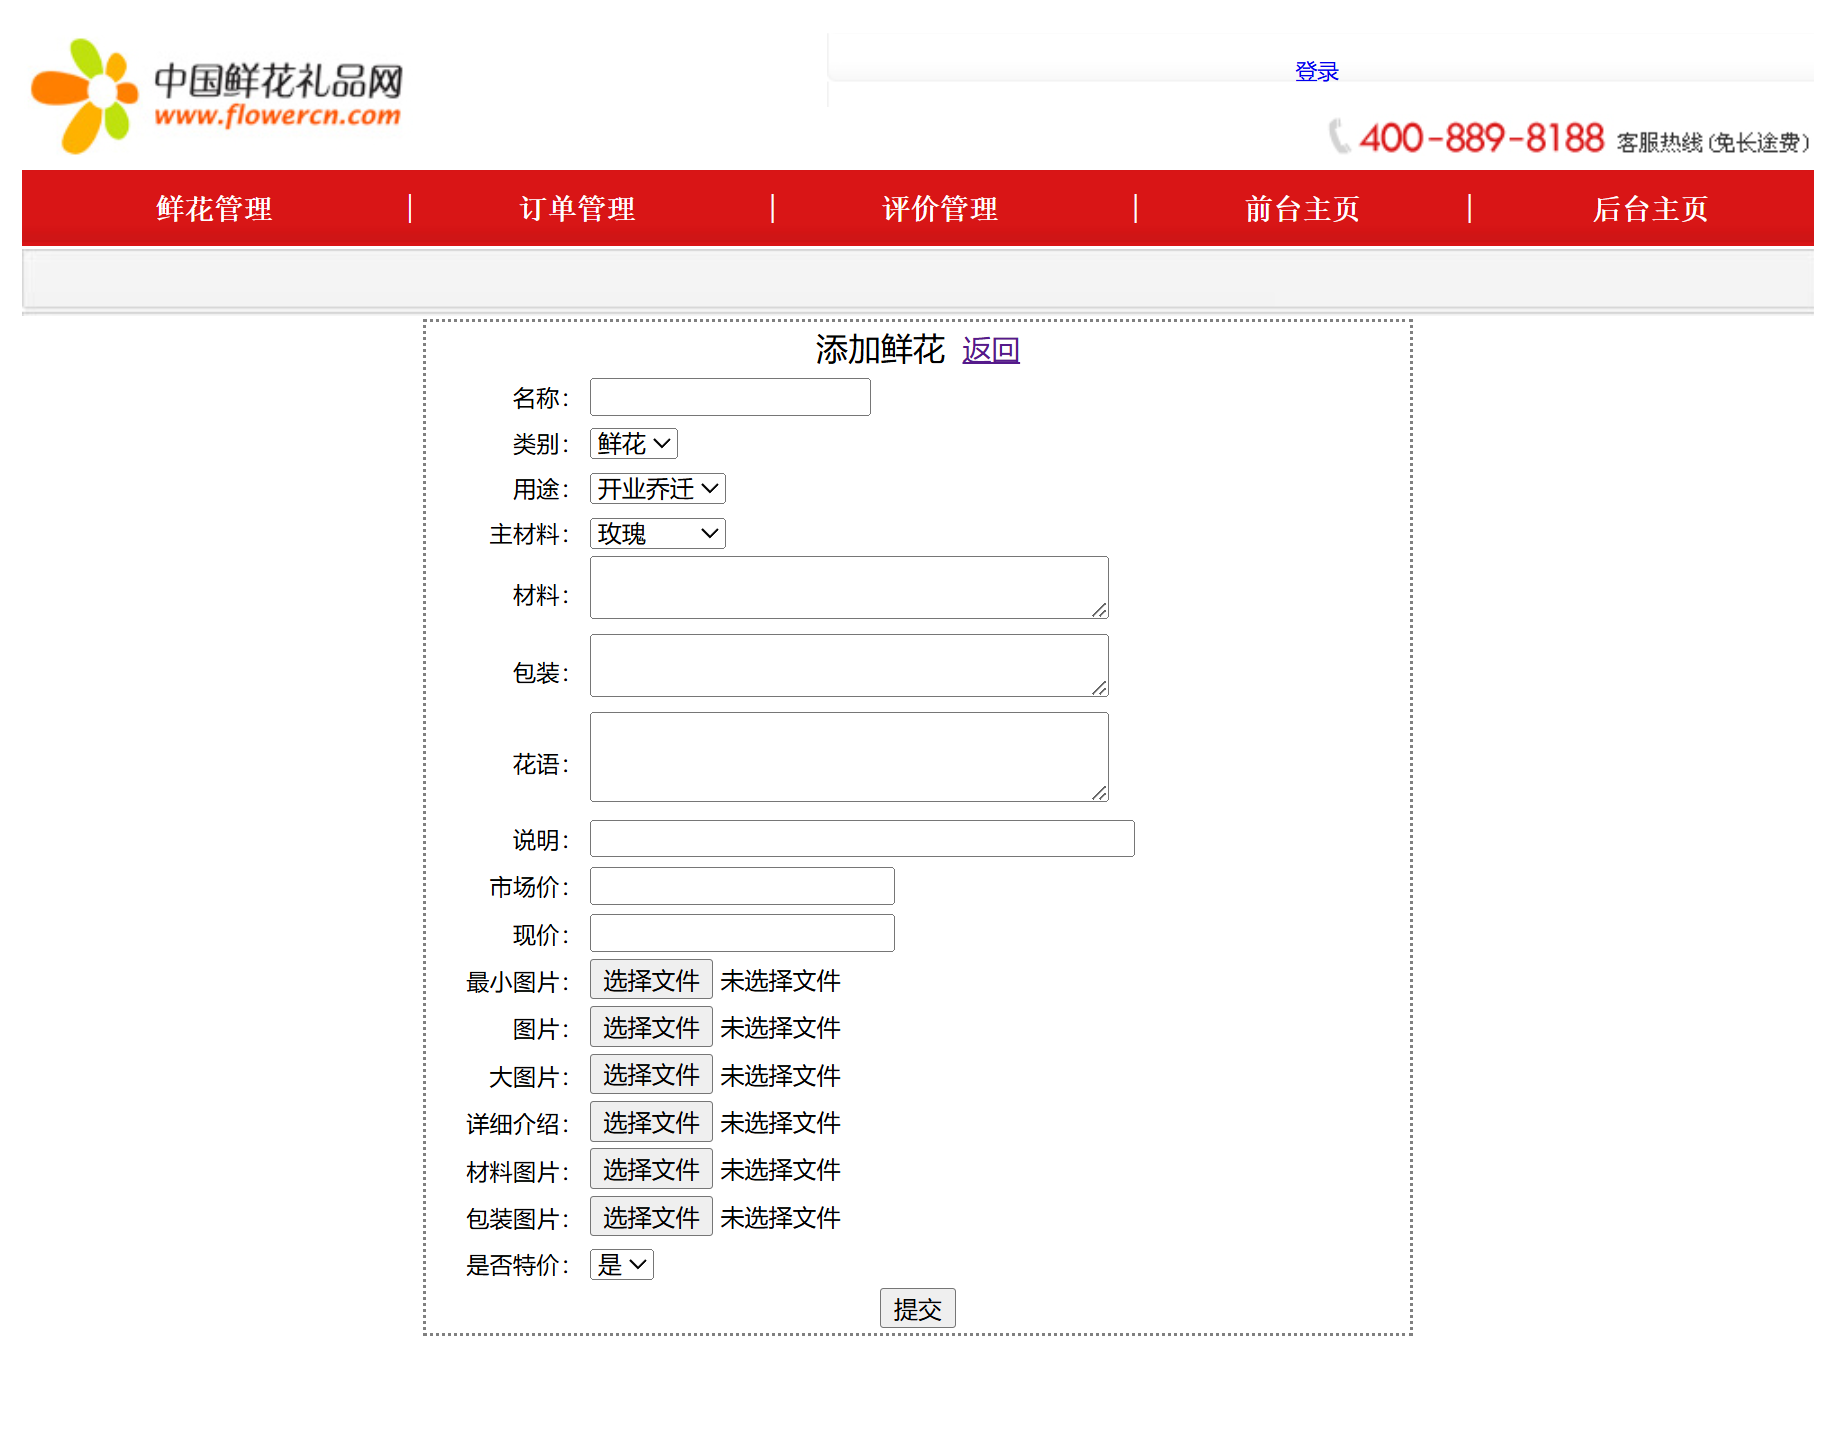 中国鲜花礼品网
www.flowercn.com
登录
400-889-8188 客服热线(免长途费)
鲜花管理 | 订单管理 | 评价管理 | 前台主页 | 后台主页
添加鲜花 返回
名称：
类别： 鲜花
用途： 开业乔迁
主材料： 玫瑰
材料：
包装：
花语：
说明：
市场价：
现价：
最小图片： 选择文件 未选择文件
图片： 选择文件 未选择文件
大图片： 选择文件 未选择文件
详细介绍： 选择文件 未选择文件
材料图片： 选择文件 未选择文件
包装图片： 选择文件 未选择文件
是否特价： 是
提交